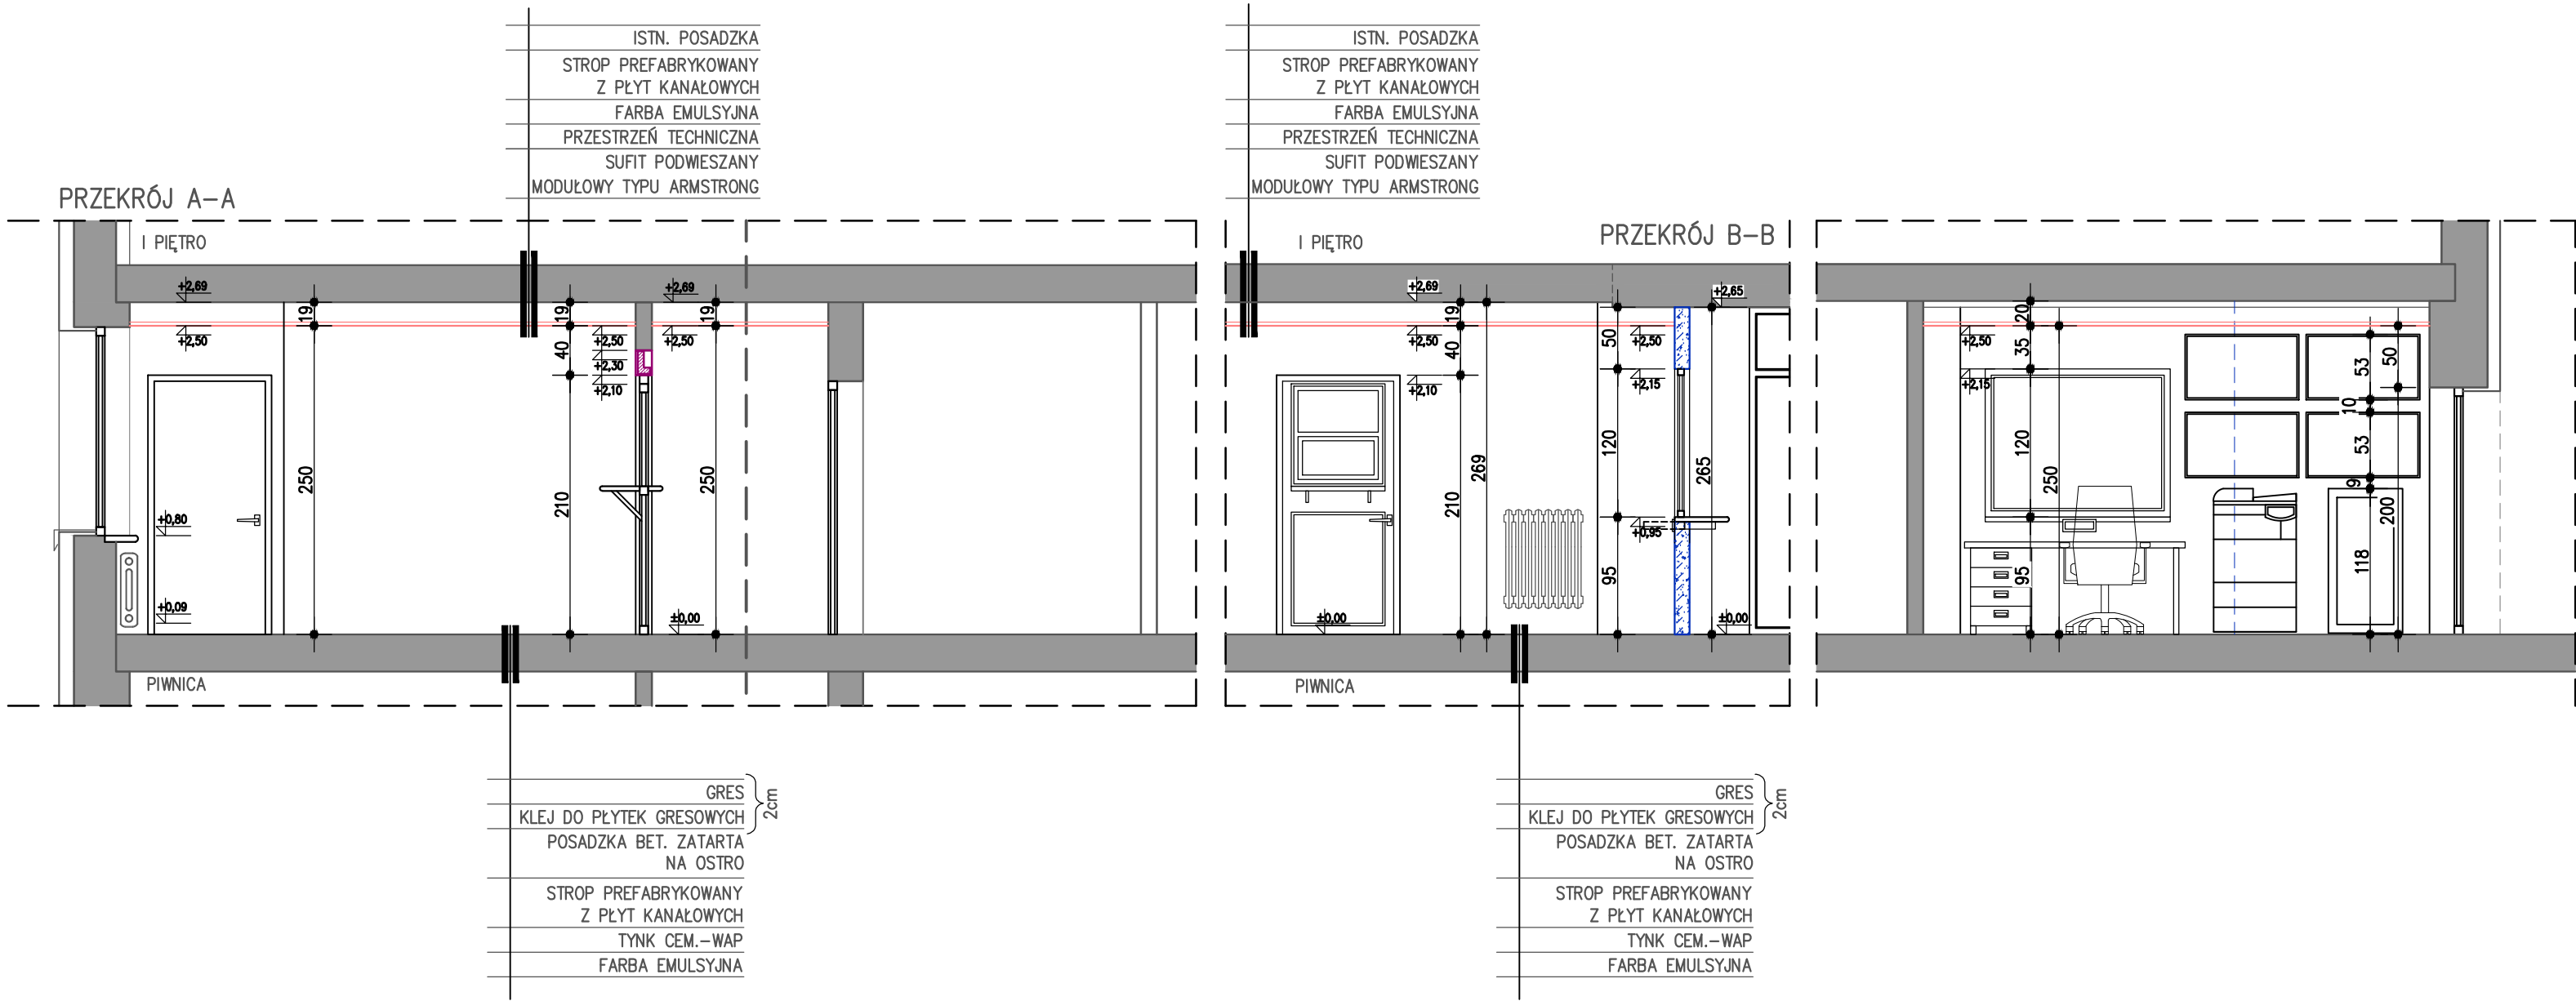 ISTN. POSADZKA
STROP PREFABRYKOWANY
Z PŁYT KANAŁOWYCH
FARBA EMULSYJNA
PRZESTRZEŃ TECHNICZNA
SUFIT PODWIESZANY
MODUŁOWY TYPU ARMSTRONG
ISTN. POSADZKA
STROP PREFABRYKOWANY
Z PŁYT KANAŁOWYCH
FARBA EMULSYJNA
PRZESTRZEŃ TECHNICZNA
SUFIT PODWIESZANY
MODUŁOWY TYPU ARMSTRONG
PRZEKRÓJ A-A
I PIĘTRO
+2,69
+2,50
19
250
+0,80
+0,09
19
40
210
+2,50
+2,30
+2,10
+2,69
+2,50
19
250
±0,00
PIWNICA
I PIĘTRO
PRZEKRÓJ B-B
+2,69
+2,50
+2,10
19
40
210
269
±0,00
50
120
95
+2,50
+2,15
+0,95
+2,65
265
±0,00
PIWNICA
20
35
120
95
250
+2,50
+2,15
53
10
53
9
118
50
200
GRES
KLEJ DO PŁYTEK GRESOWYCH
2cm
POSADZKA BET. ZATARTA
NA OSTRO
STROP PREFABRYKOWANY
Z PŁYT KANAŁOWYCH
TYNK CEM.-WAP
FARBA EMULSYJNA
GRES
KLEJ DO PŁYTEK GRESOWYCH
2cm
POSADZKA BET. ZATARTA
NA OSTRO
STROP PREFABRYKOWANY
Z PŁYT KANAŁOWYCH
TYNK CEM.-WAP
FARBA EMULSYJNA